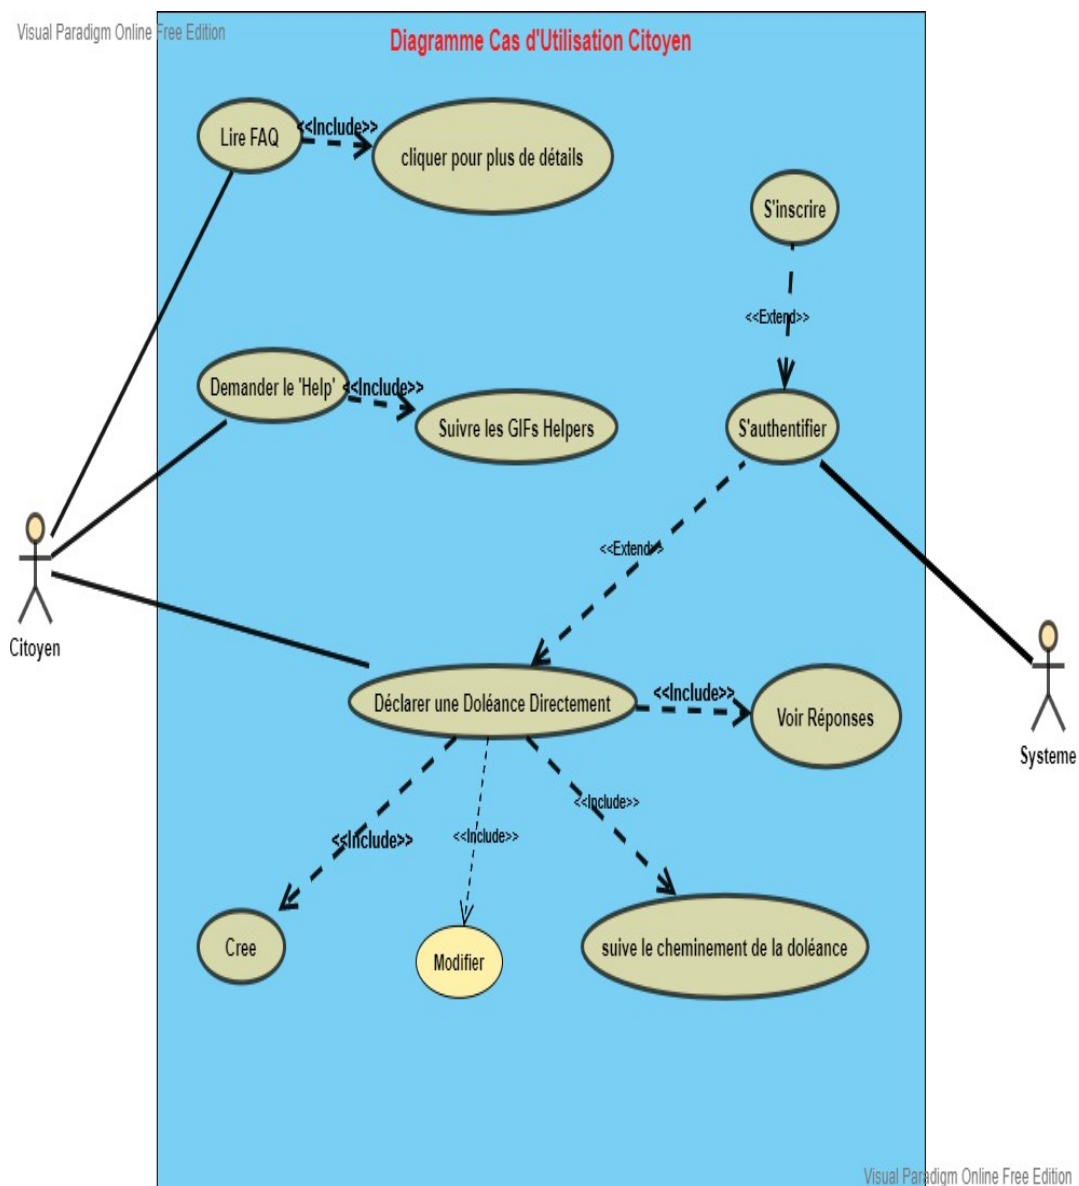 Visual Paradigm Online Free Edition
Diagramme Cas d'Utilisation Citoyen
Lire FAQ
<<Include>>
cliquer pour plus de détails
S'inscrire
<<Extend>>
Demander le 'Help'
<<Include>>
Suivre les GIFs Helpers
S'authentifier
<<Extend>>
Citoyen
Systeme
Déclarer une Doléance Directement
<<Include>>
Voir Réponses
<<Include>>
<<Include>>
<<Include>>
Cree
Modifier
suive le cheminement de la doléance
Visual Paradigm Online Free Edition